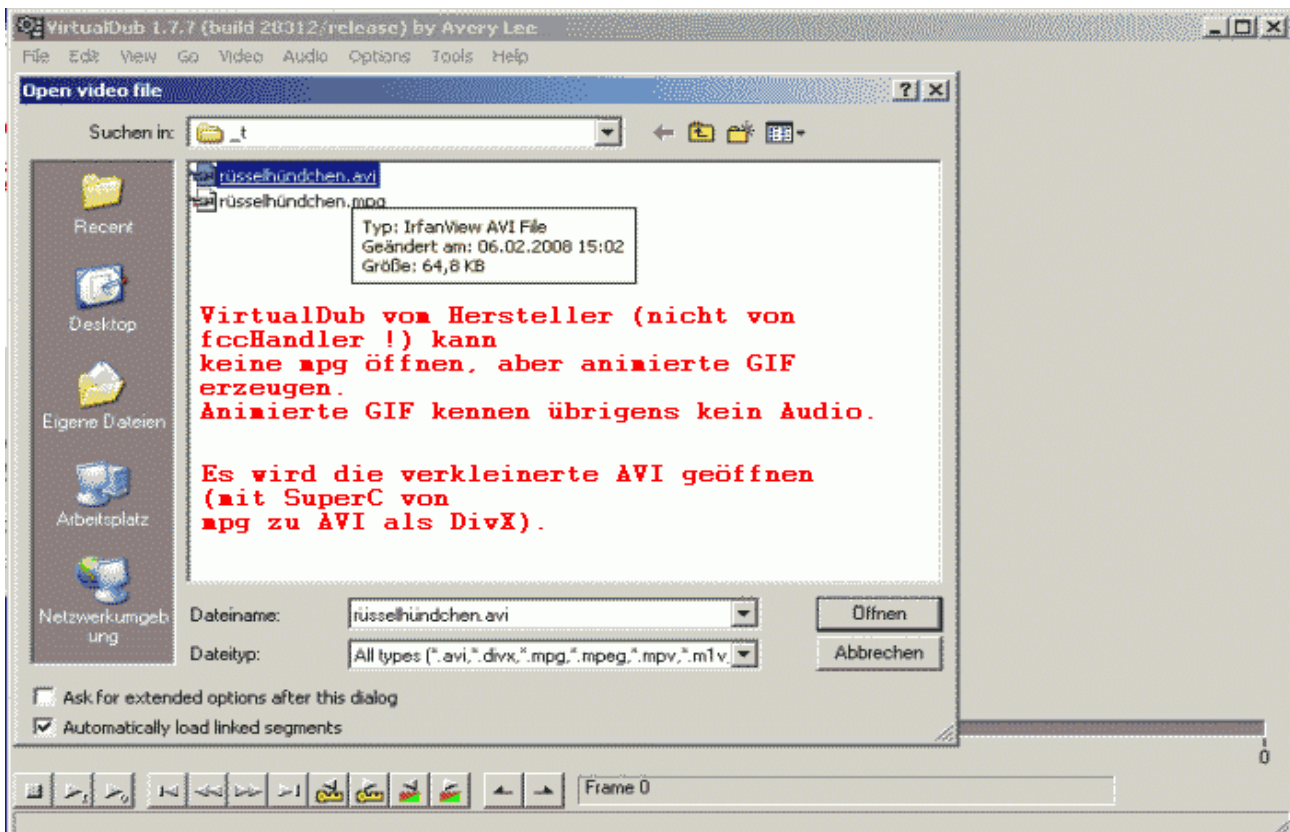 VirtualDub 1.7.7 (build 28312/release) by Avery Lee
File Edit View Go Video Audio Options Tools Help
Open video file
Suchen in: _t
Recent
Desktop
Eigene Dateien
Arbeitsplatz
Netzwerkumgeb
ung
rüsselhündchen.avi
rüsselhündchen.mpg
Typ: IrfanView AVI File
Geändert am: 06.02.2008 15:02
Größe: 64,8 KB
VirtualDub vom Hersteller (nicht von
fccHandler !) kann
keine mpg öffnen, aber animierte GIF
erzeugen.
Animierte GIF kennen übrigens kein Audio.
Es wird die verkleinerte AVI geöffnen
(mit SuperC von
mpg zu AVI als DivX).
Dateiname: rüsselhündchen.avi Öffnen
Dateityp: All types (*.avi,*.divx,*.mpg,*.mpeg,*.mpv,*.m1v, Abbrechen
Ask for extended options after this dialog
Automatically load linked segments
0
Frame 0